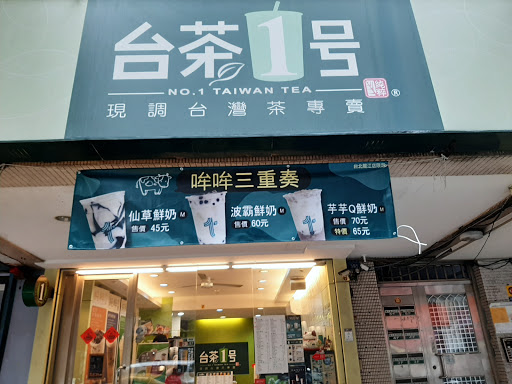 台茶1号
NO.1 TAIWAN TEA
現調台灣茶專賣
®
哞哞三重奏
仙草鮮奶 M
售價 45元
波霸鮮奶 M
售價 60元
芋芋Q鮮奶 M
售價 70元
特價 65元
台茶1号